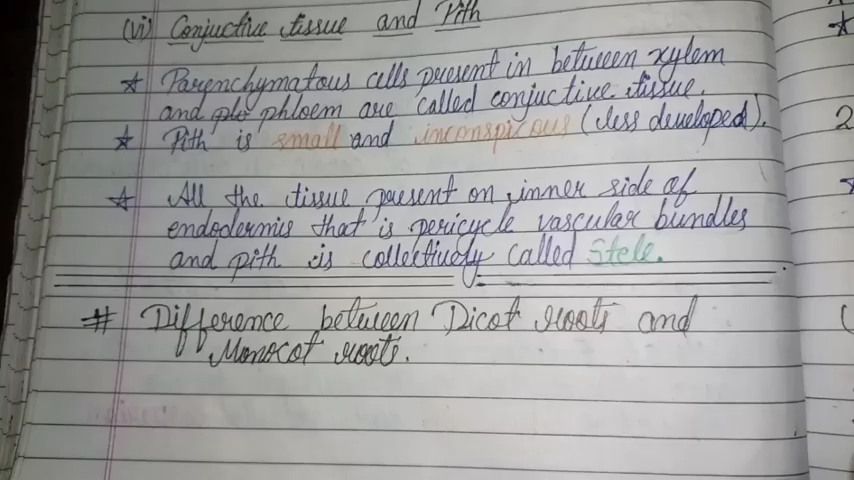 (vi) Conjuctive tissue and Pith
☆ Parenchymatous cells present in between xylem
and phloem are called conjuctive tissue.
☆ Pith is small and inconspicous (less developed).
☆ All the tissue present on inner side of
endodermis that is pericycle vascular bundles
and pith is collectively called Stele.
# Difference between Dicot roots and
Monocot roots.
2